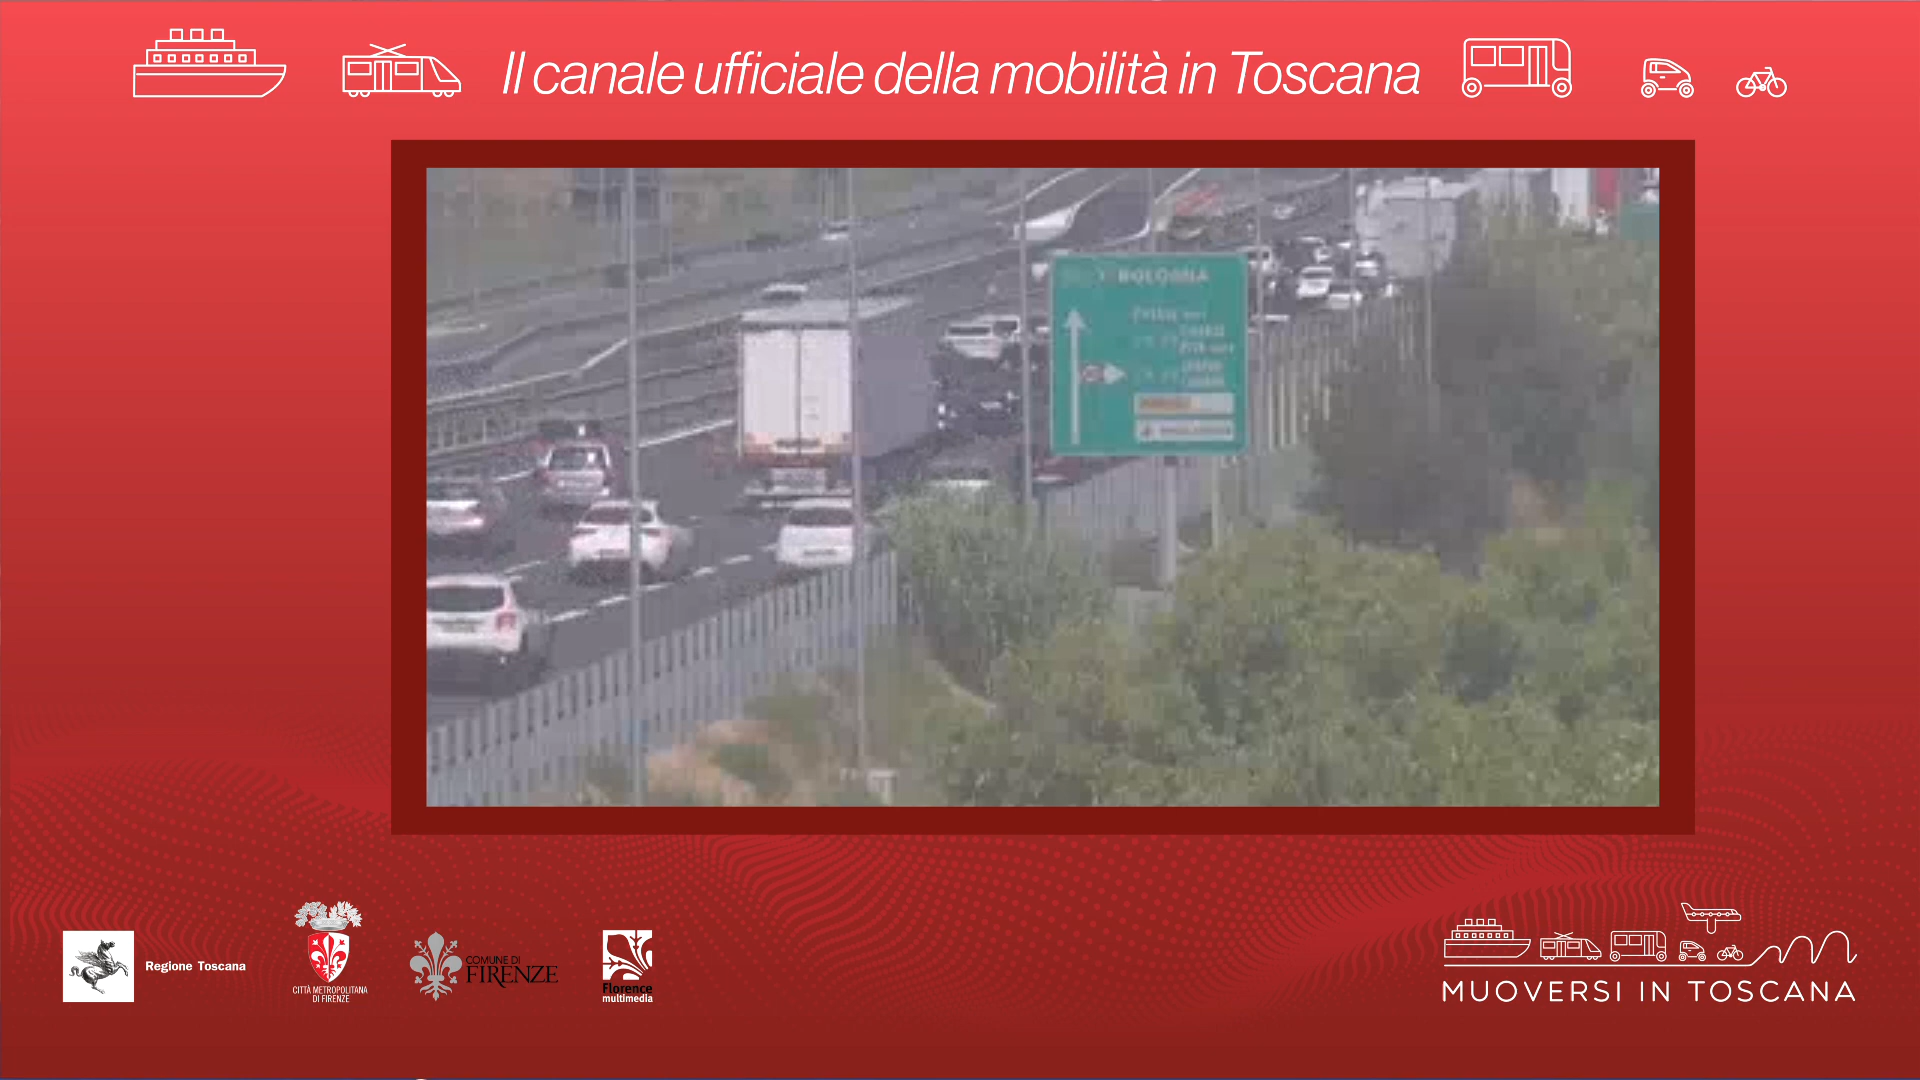 Il canale ufficiale della mobilità in Toscana
BOLOGNA
Regione Toscana
CITTÀ METROPOLITANA
DI FIRENZE
COMUNE DI
FIRENZE
Florence
multimedia
MUOVERSI IN TOSCANA